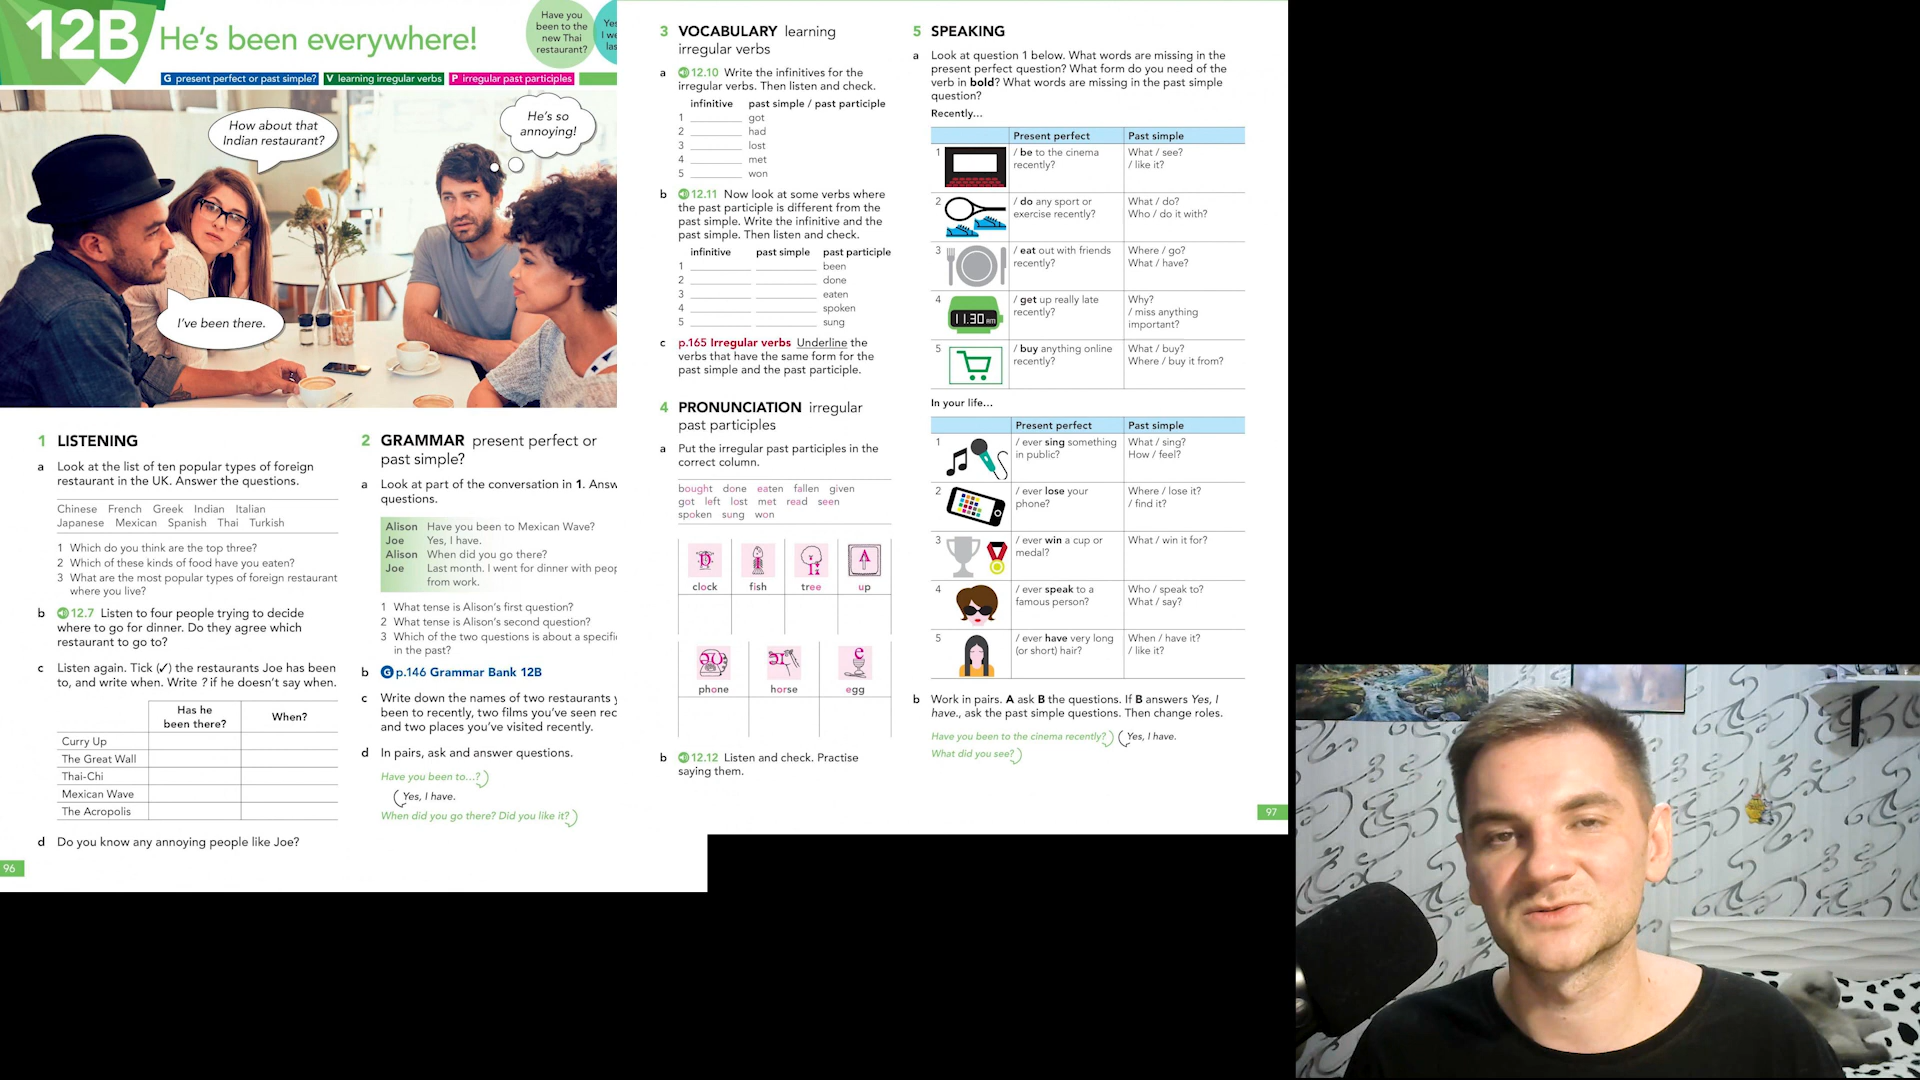 12B He's been everywhere!
Have you
been to the
new Thai
restaurant?
G present perfect or past simple? V learning irregular verbs P irregular past participles
How about that
Indian restaurant?
He's so
annoying!
I've been there.
1 LISTENING
a Look at the list of ten popular types of foreign
restaurant in the UK. Answer the questions.
Chinese French Greek Indian Italian
Japanese Mexican Spanish Thai Turkish
1 Which do you think are the top three?
2 Which of these kinds of food have you eaten?
3 What are the most popular types of foreign restaurant
where you live?
b 12.7 Listen to four people trying to decide
where to go for dinner. Do they agree which
restaurant to go to?
c Listen again. Tick (✓) the restaurants Joe has been
to, and write when. Write ? if he doesn't say when.
Has he
been there?
When?
Curry Up
The Great Wall
Thai-Chi
Mexican Wave
The Acropolis
d Do you know any annoying people like Joe?
96
2 GRAMMAR present perfect or
past simple?
a Look at part of the conversation in 1. Answ
questions.
Alison Have you been to Mexican Wave?
Joe Yes, I have.
Alison When did you go there?
Joe Last month. I went for dinner with peop
from work.
1 What tense is Alison's first question?
2 What tense is Alison's second question?
3 Which of the two questions is about a specifi
in the past?
b G p.146 Grammar Bank 12B
c Write down the names of two restaurants y
been to recently, two films you've seen rec
and two places you've visited recently.
d In pairs, ask and answer questions.
Have you been to...?
Yes, I have.
When did you go there? Did you like it?
3 VOCABULARY learning
irregular verbs
a 12.10 Write the infinitives for the
irregular verbs. Then listen and check.
infinitive past simple / past participle
1 got
2 had
3 lost
4 met
5 won
b 12.11 Now look at some verbs where
the past participle is different from the
past simple. Write the infinitive and the
past simple. Then listen and check.
infinitive past simple past participle
1 been
2 done
3 eaten
4 spoken
5 sung
c p.165 Irregular verbs Underline the
verbs that have the same form for the
past simple and the past participle.
4 PRONUNCIATION irregular
past participles
a Put the irregular past participles in the
correct column.
bought done eaten fallen given
got left lost met read seen
spoken sung won
clock fish tree up
phone horse egg
b 12.12 Listen and check. Practise
saying them.
5 SPEAKING
a Look at question 1 below. What words are missing in the
present perfect question? What form do you need of the
verb in bold? What words are missing in the past simple
question?
Recently...
Present perfect Past simple
1 / be to the cinema
recently?
What / see?
/ like it?
2 / do any sport or
exercise recently?
What / do?
Who / do it with?
3 / eat out with friends
recently?
Where / go?
What / have?
4 11.30 AM / get up really late
recently?
Why?
/ miss anything
important?
5 / buy anything online
recently?
What / buy?
Where / buy it from?
In your life...
Present perfect Past simple
1 / ever sing something
in public?
What / sing?
How / feel?
2 / ever lose your
phone?
Where / lose it?
/ find it?
3 / ever win a cup or
medal?
What / win it for?
4 / ever speak to a
famous person?
Who / speak to?
What / say?
5 / ever have very long
(or short) hair?
When / have it?
/ like it?
b Work in pairs. A ask B the questions. If B answers Yes, I
have., ask the past simple questions. Then change roles.
Have you been to the cinema recently? Yes, I have.
What did you see?
97